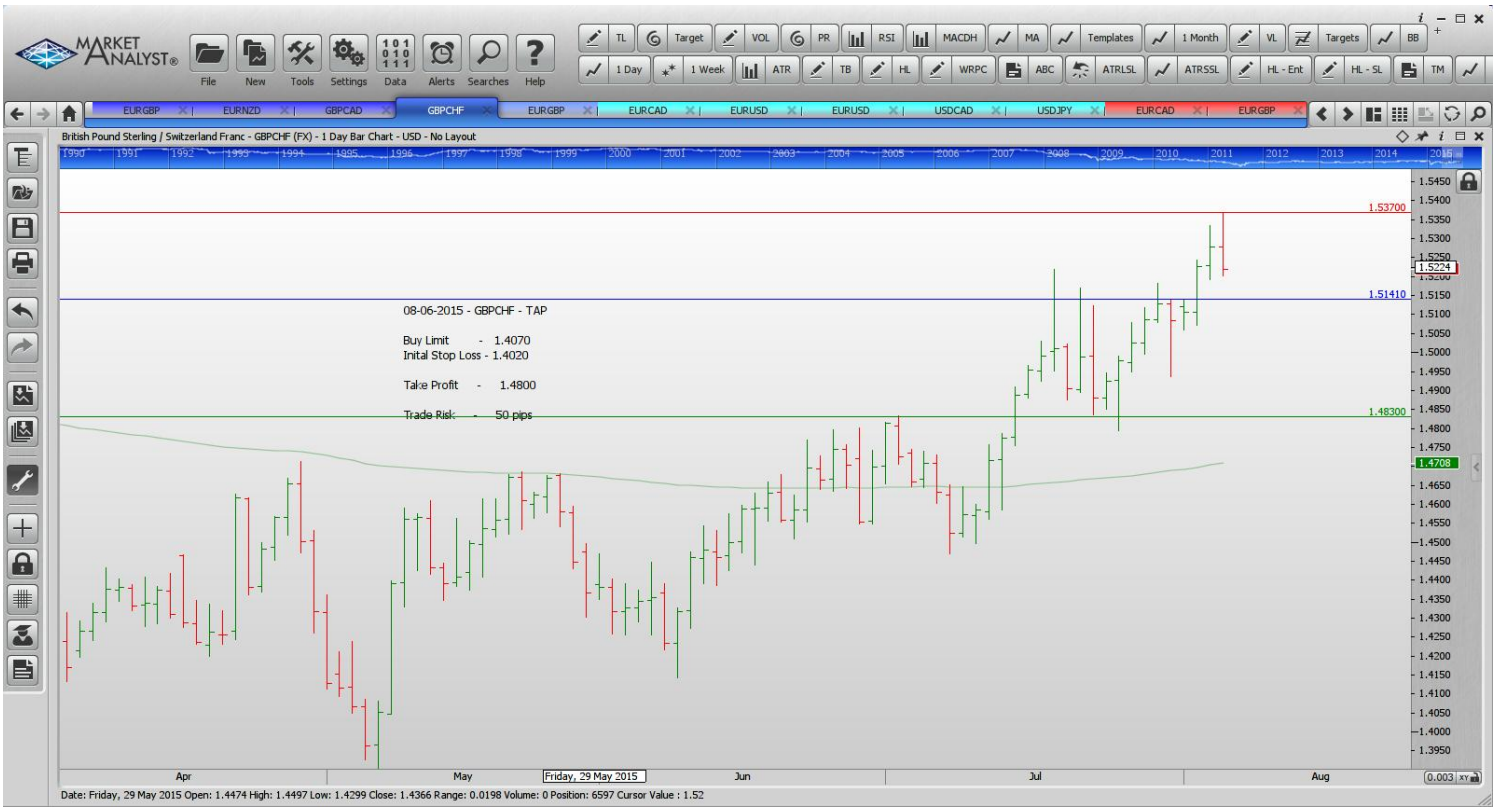 MARKET
ANALYST®
File New Tools Settings Data Alerts Searches Help
101
010
111
TL Target VOL PR RSI MACDH MA Templates 1 Month VL Targets BB
1 Day 1 Week ATR TB HL WRPC ABC ATRLSL ATRSSL HL - Ent HL - SL TM
EURGBP EURNZD GBPCAD GBPCHF EURGBP EURCAD EURUSD EURUSD USDCAD USDJPY EURCAD EURGBP
British Pound Sterling / Switzerland Franc - GBPCHF (FX) - 1 Day Bar Chart - USD - No Layout
1990 1991 1992 1993 1994 1995 1996 1997 1998 1999 2000 2001 2002 2003 2004 2005 2006 2007 2008 2009 2010 2011 2012 2013 2014 2015
1.5450
1.5400
1.53700
1.5350
1.5300
1.5250
1.5224
1.5200
1.51410
1.5150
1.5100
1.5050
1.5000
1.4950
1.4900
1.4850
1.48300
1.4800
1.4750
1.4708
1.4650
1.4600
1.4550
1.4500
1.4450
1.4400
1.4350
1.4300
1.4250
1.4200
1.4150
1.4100
1.4050
1.4000
1.3950
08-06-2015 - GBPCHF - TAP
Buy Limit - 1.4070
Inital Stop Loss - 1.4020
Take Profit - 1.4800
Trade Risk - 50 pips
Apr May Friday, 29 May 2015 Jun Jul Aug 0.003 XY
Date: Friday, 29 May 2015 Open: 1.4474 High: 1.4497 Low: 1.4299 Close: 1.4366 Range: 0.0198 Volume: 0 Position: 6597 Cursor Value : 1.52